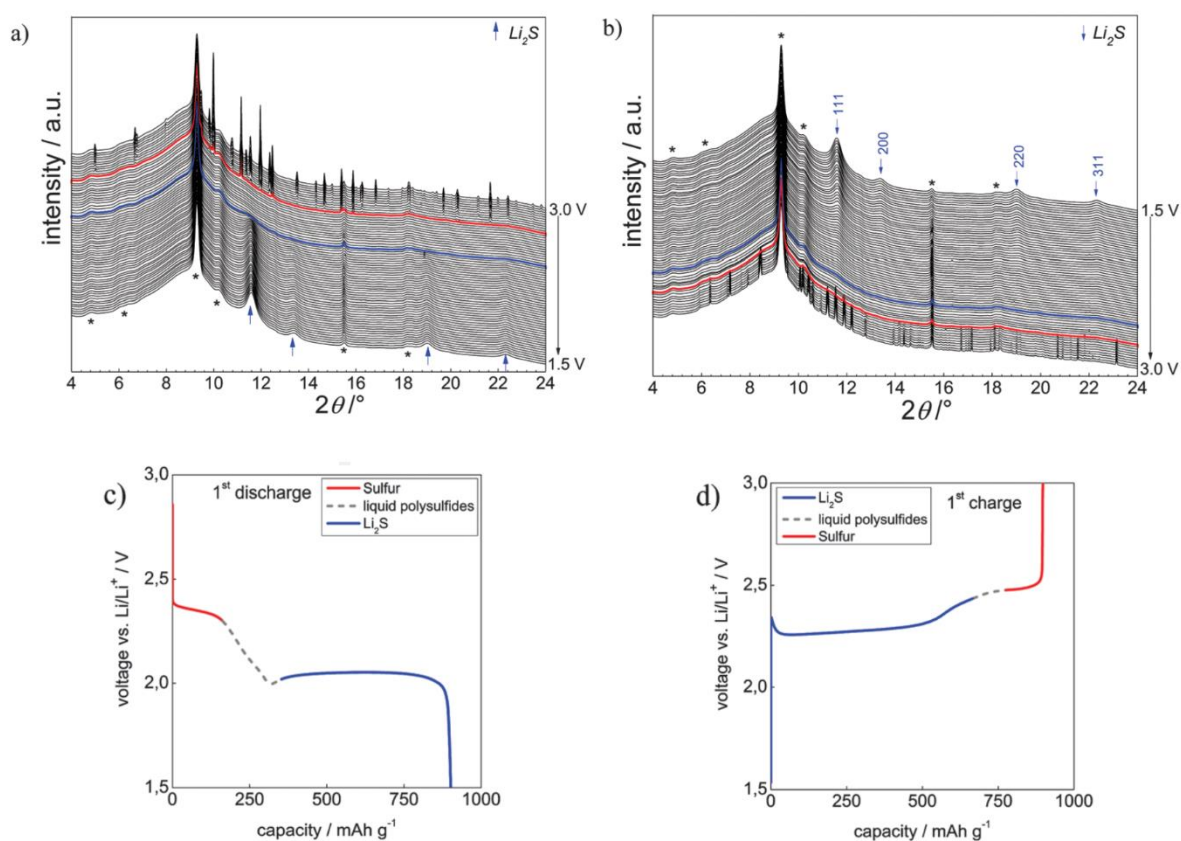 a)
Li₂S
intensity / a.u.
*
*
*
*
*
*
3.0 V
1.5 V
4 6 8 10 12 14 16 18 20 22 24
2θ/°
b)
Li₂S
intensity / a.u.
*
*
*
*
*
*
111
200
220
311
1.5 V
3.0 V
4 6 8 10 12 14 16 18 20 22 24
2θ/°
c)
1st discharge
Sulfur
liquid polysulfides
Li₂S
voltage vs. Li/Li⁺ / V
3,0
2,5
2,0
1,5
0 250 500 750 1000
capacity / mAh g⁻¹
d)
Li₂S
liquid polysulfides
Sulfur
1st charge
voltage vs. Li/Li⁺ / V
3,0
2,5
2,0
1,5
0 250 500 750 1000
capacity / mAh g⁻¹